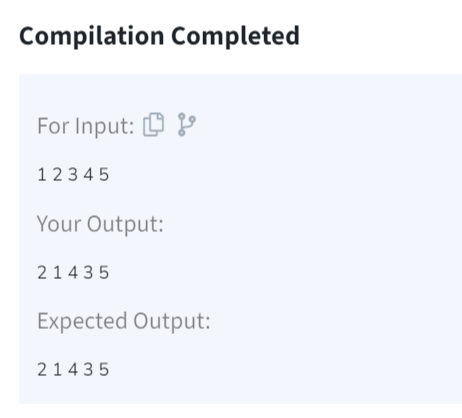 Compilation Completed
For Input:
1 2 3 4 5
Your Output:
2 1 4 3 5
Expected Output:
2 1 4 3 5